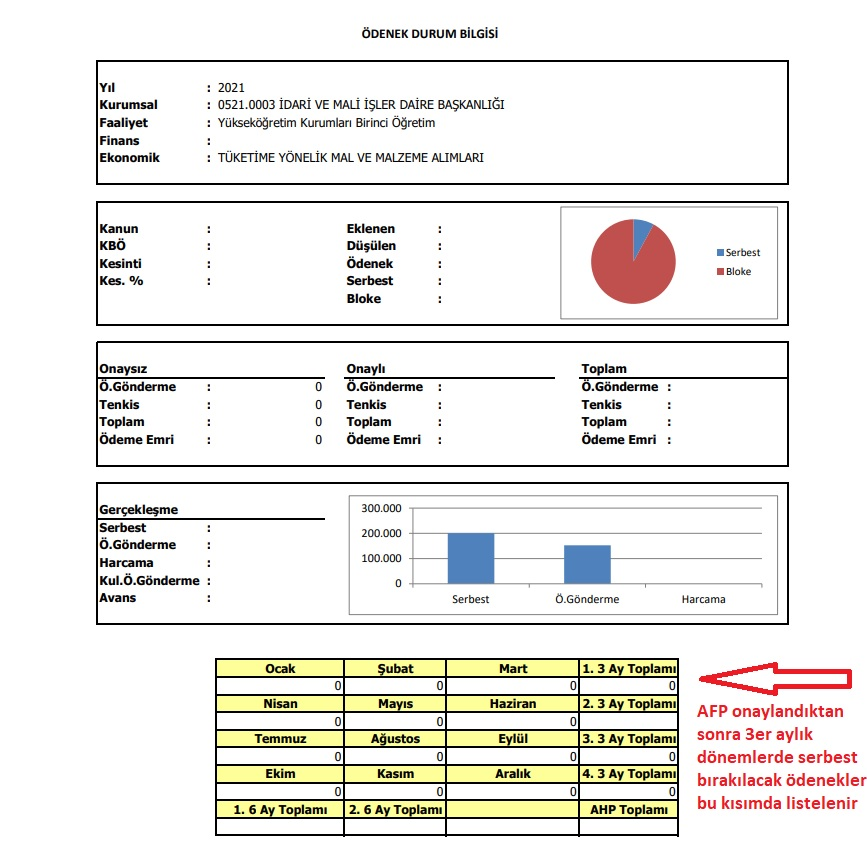 ÖDENEK DURUM BİLGİSİ
Yıl : 2021
Kurumsal : 0521.0003 İDARİ VE MALİ İŞLER DAİRE BAŞKANLIĞI
Faaliyet : Yükseköğretim Kurumları Birinci Öğretim
Finans :
Ekonomik : TÜKETİME YÖNELİK MAL VE MALZEME ALIMLARI
Kanun : Eklenen :
KBÖ : Düşülen :
Kesinti : Ödenek :
Kes. % : Serbest :
Bloke :
Serbest
Bloke
Onaysız Onaylı Toplam
Ö.Gönderme : 0 Ö.Gönderme : Ö.Gönderme :
Tenkis : 0 Tenkis : Tenkis :
Toplam : 0 Toplam : Toplam :
Ödeme Emri : 0 Ödeme Emri : Ödeme Emri :
Gerçekleşme
Serbest :
Ö.Gönderme :
Harcama :
Kul.Ö.Gönderme :
Avans :
300.000
200.000
100.000
0
Serbest Ö.Gönderme Harcama
Ocak Şubat Mart 1. 3 Ay Toplamı
0 0 0 0
Nisan Mayıs Haziran 2. 3 Ay Toplamı
0 0 0
Temmuz Ağustos Eylül 3. 3 Ay Toplamı
0 0 0 0
Ekim Kasım Aralık 4. 3 Ay Toplamı
0 0 0 0
1. 6 Ay Toplamı 2. 6 Ay Toplamı AHP Toplamı
AFP onaylandıktan
sonra 3er aylık
dönemlerde serbest
bırakılacak ödenekler
bu kısımda listelenir